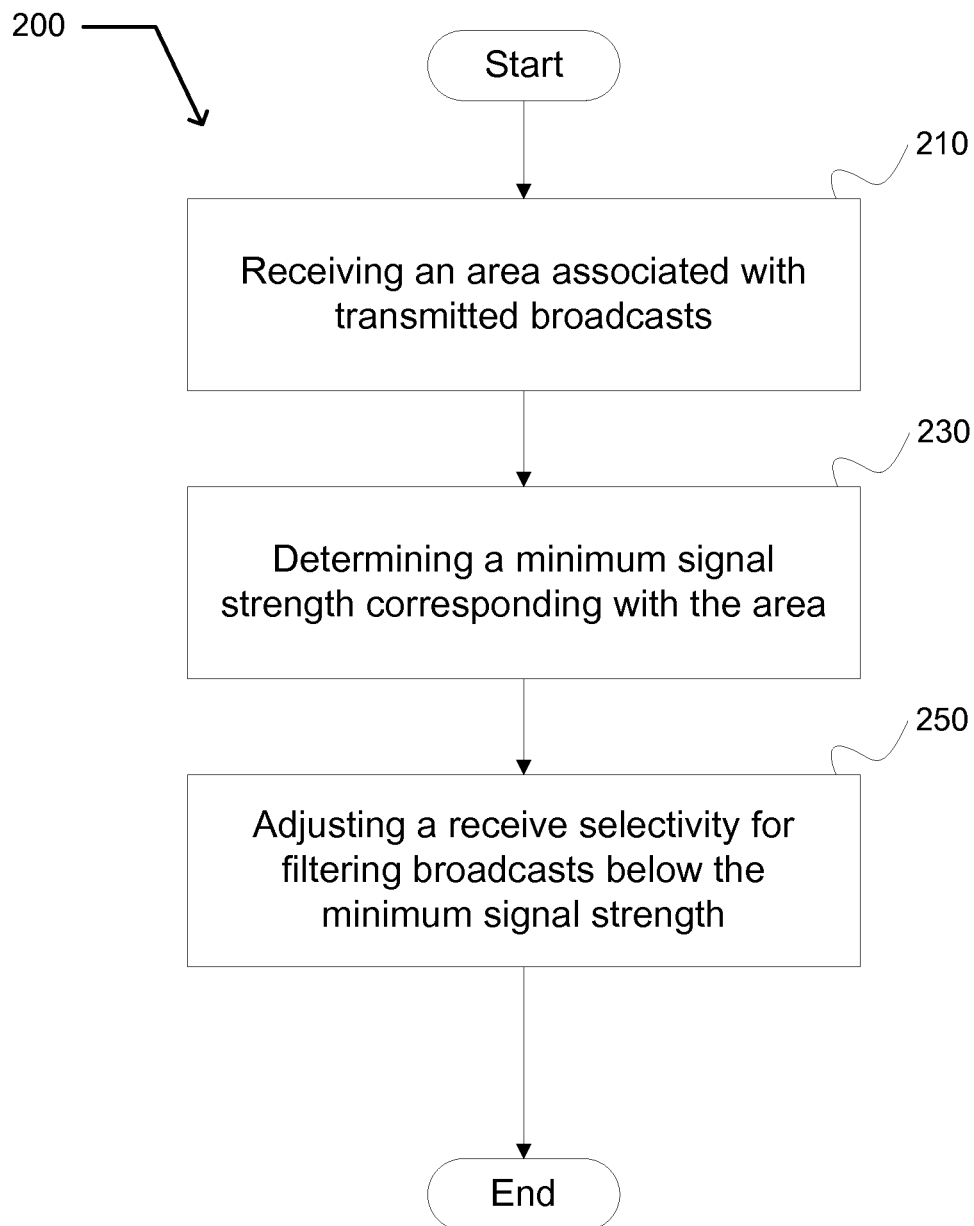 200
Start
210
Receiving an area associated with
transmitted broadcasts
230
Determining a minimum signal
strength corresponding with the area
250
Adjusting a receive selectivity for
filtering broadcasts below the
minimum signal strength
End